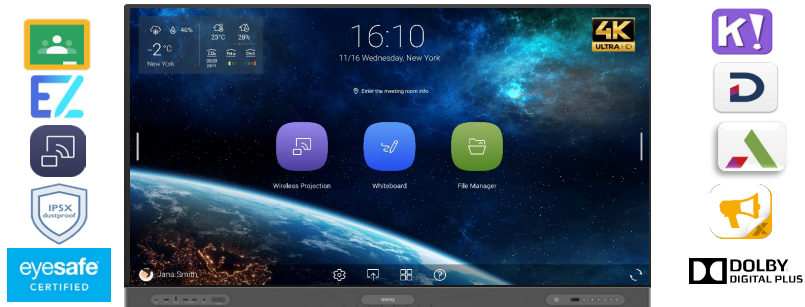 EZ
IP5X
dustproof
eyesafe®
CERTIFIED
40%
-2 °C
New York
23°C
28%
16:10
11/16 Wednesday, New York
4K
ULTRA HD
Enter the meeting room info
Wireless Projection
Whiteboard
File Manager
Jana.Smith
BenQ
K!
D
X
DOLBY
DIGITAL PLUS